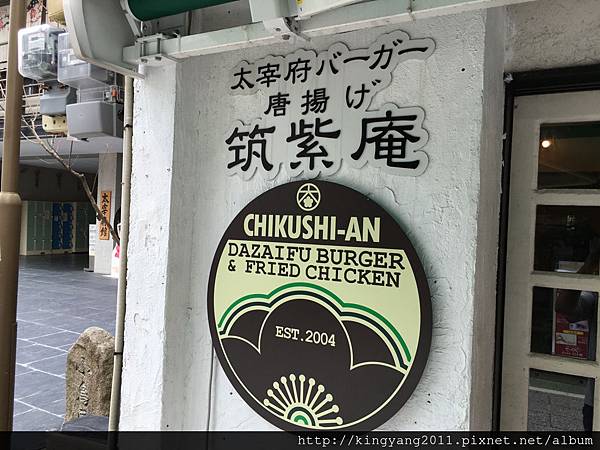 太宰府バーガー
唐揚げ
筑紫庵
CHIKUSHI-AN
DAZAIFU BURGER
& FRIED CHICKEN
EST.2004
http://kingyang2011.pixnet.net/album